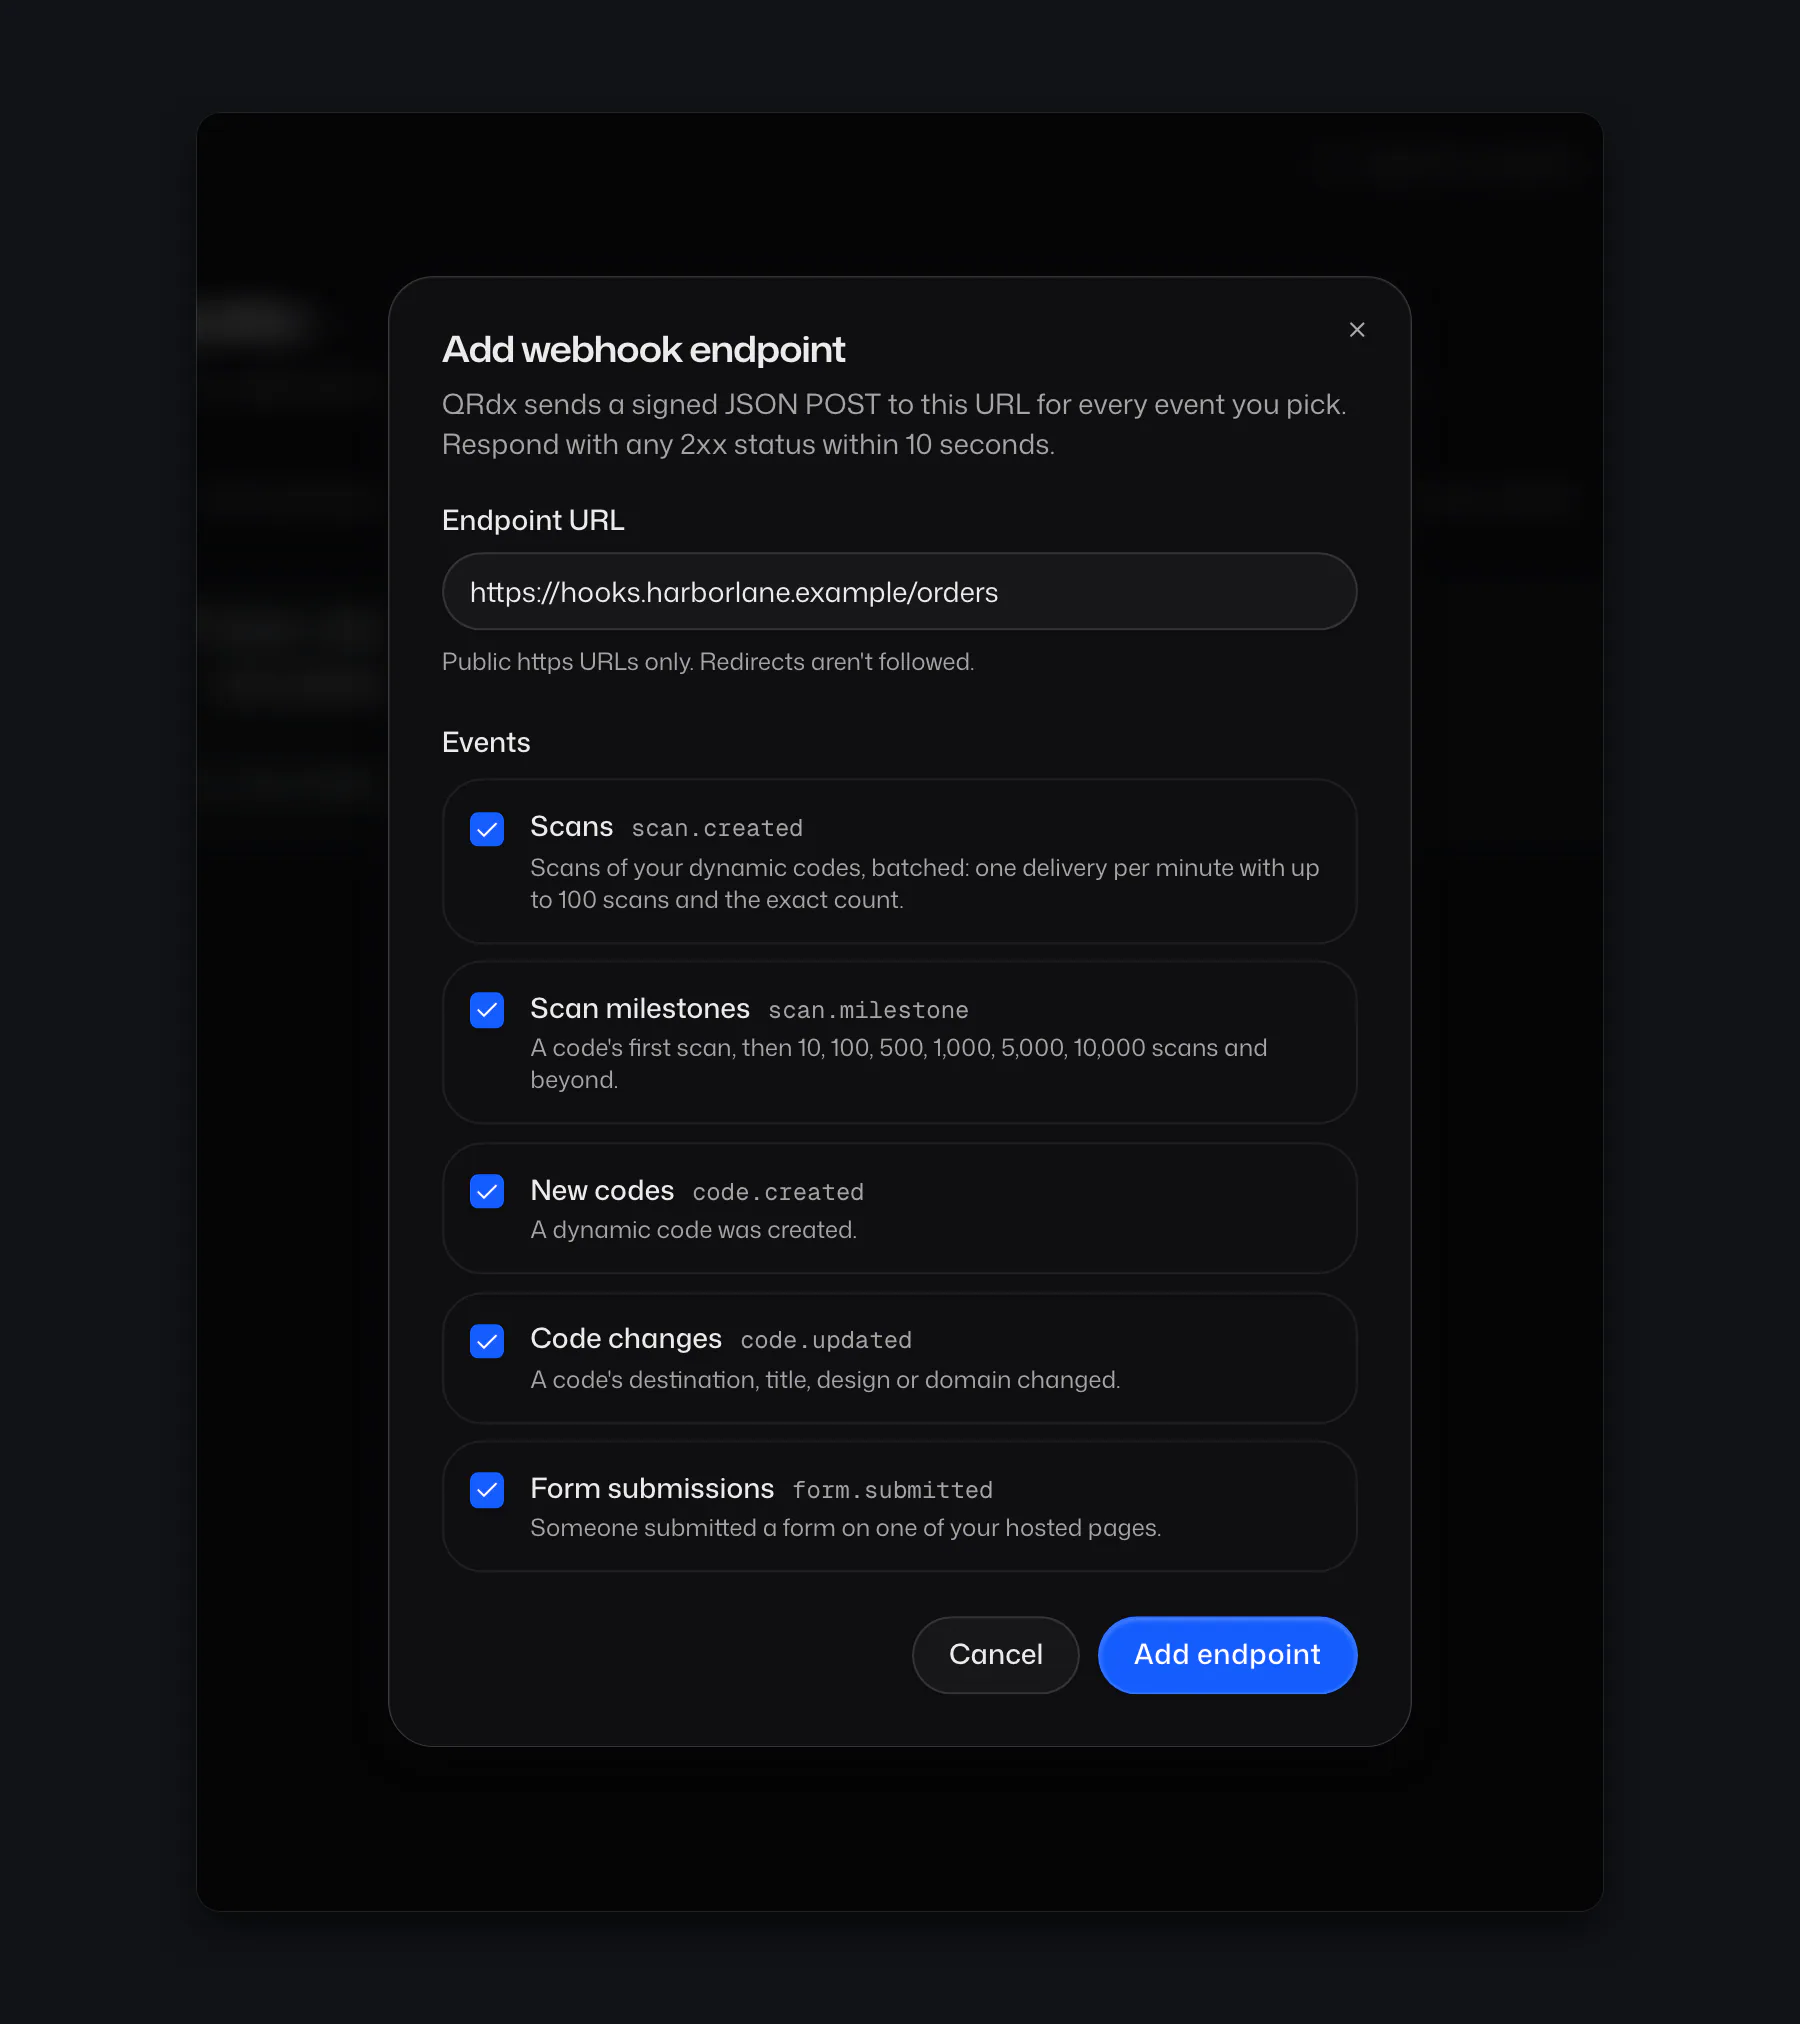 Add webhook endpoint
QRdx sends a signed JSON POST to this URL for every event you pick.
Respond with any 2xx status within 10 seconds.
Endpoint URL
https://hooks.harborlane.example/orders
Public https URLs only. Redirects aren't followed.
Events
Scans scan.created
Scans of your dynamic codes, batched: one delivery per minute with up
to 100 scans and the exact count.
Scan milestones scan.milestone
A code's first scan, then 10, 100, 500, 1,000, 5,000, 10,000 scans and
beyond.
New codes code.created
A dynamic code was created.
Code changes code.updated
A code's destination, title, design or domain changed.
Form submissions form.submitted
Someone submitted a form on one of your hosted pages.
Cancel Add endpoint